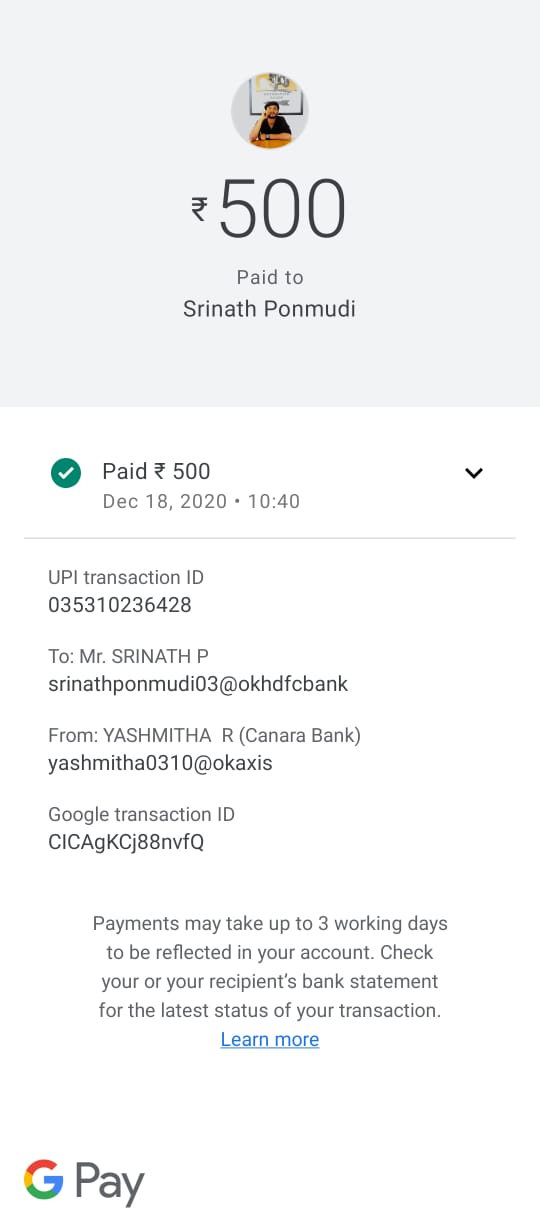 ₹500
Paid to
Srinath Ponmudi
Paid ₹ 500
Dec 18, 2020 • 10:40
UPI transaction ID
035310236428
To: Mr. SRINATH P
srinathponmudi03@okhdfcbank
From: YASHMITHA  R (Canara Bank)
yashmitha0310@okaxis
Google transaction ID
CICAgKCj88nvfQ
Payments may take up to 3 working days
to be reflected in your account. Check
your or your recipient’s bank statement
for the latest status of your transaction.
Learn more
G Pay